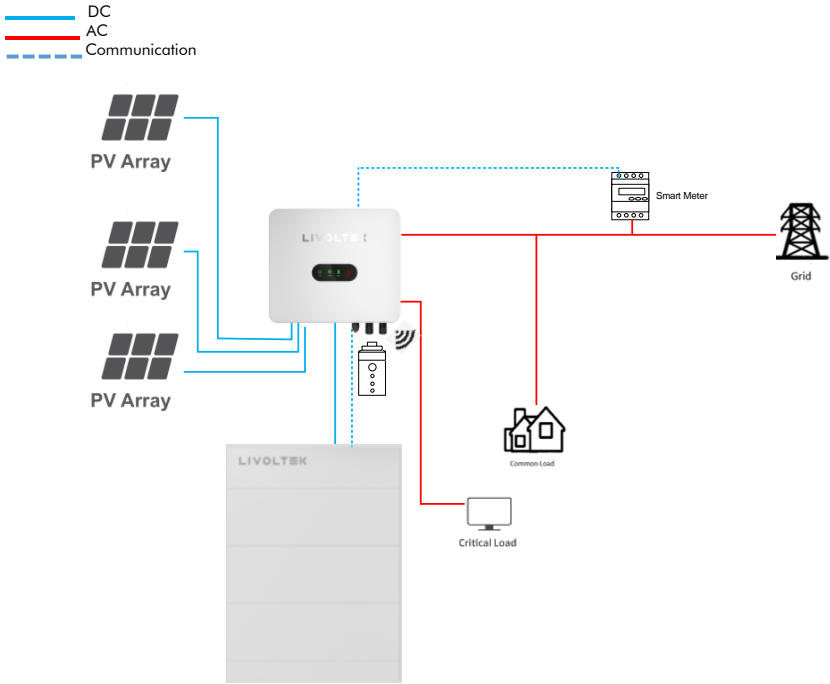 DC
AC
Communication
PV Array
LIVOLTEK
Smart Meter
Grid
PV Array
PV Array
Common Load
LIVOLTEK
Critical Load